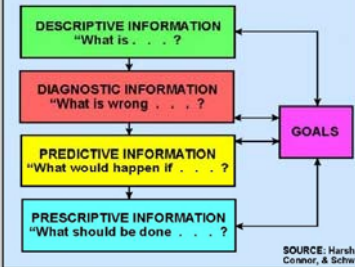 DESCRIPTIVE INFORMATION
“What is . . . ?
DIAGNOSTIC INFORMATION
“What is wrong . . . ?
GOALS
PREDICTIVE INFORMATION
“What would happen if . . . ?
PRESCRIPTIVE INFORMATION
“What should be done . . . ?
SOURCE: Harsh
Connor, & Schw